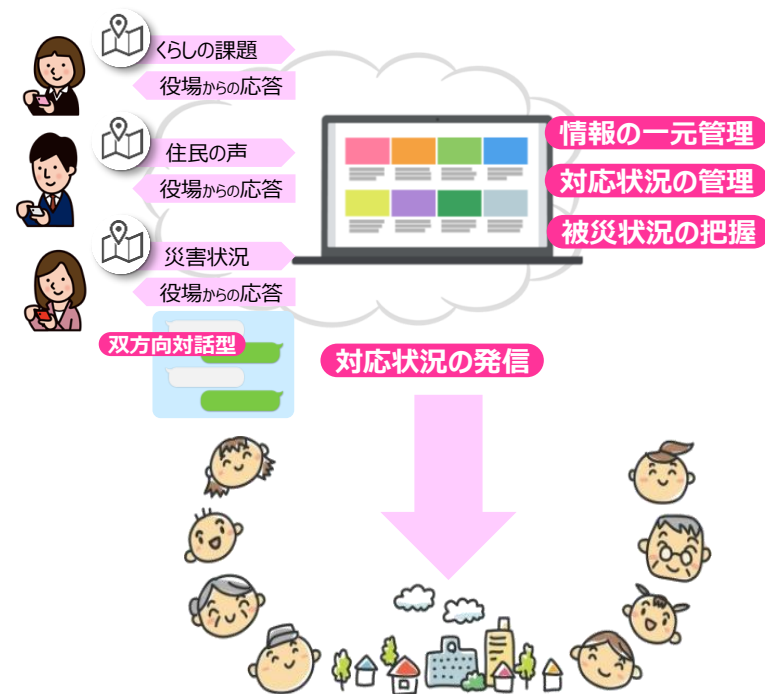 くらしの課題
役場からの応答
住民の声
役場からの応答
災害状況
役場からの応答
双方向対話型
情報の一元管理
対応状況の管理
被災状況の把握
対応状況の発信